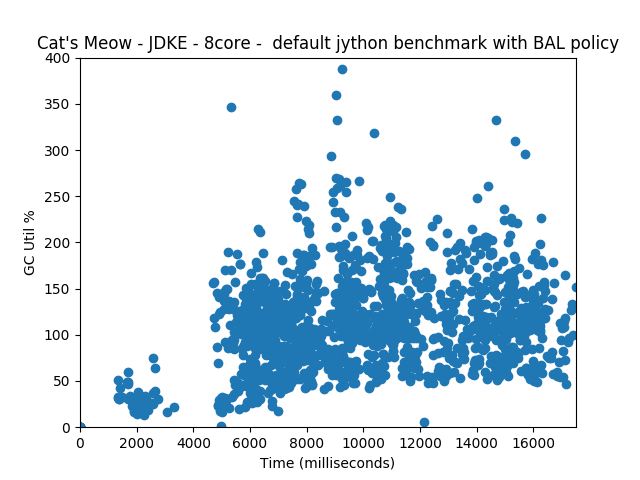 Cat's Meow - JDKE - 8core -  default jython benchmark with BAL policy
400
350
300
250
200
150
100
50
0
GC Util %
0 2000 4000 6000 8000 10000 12000 14000 16000
Time (milliseconds)